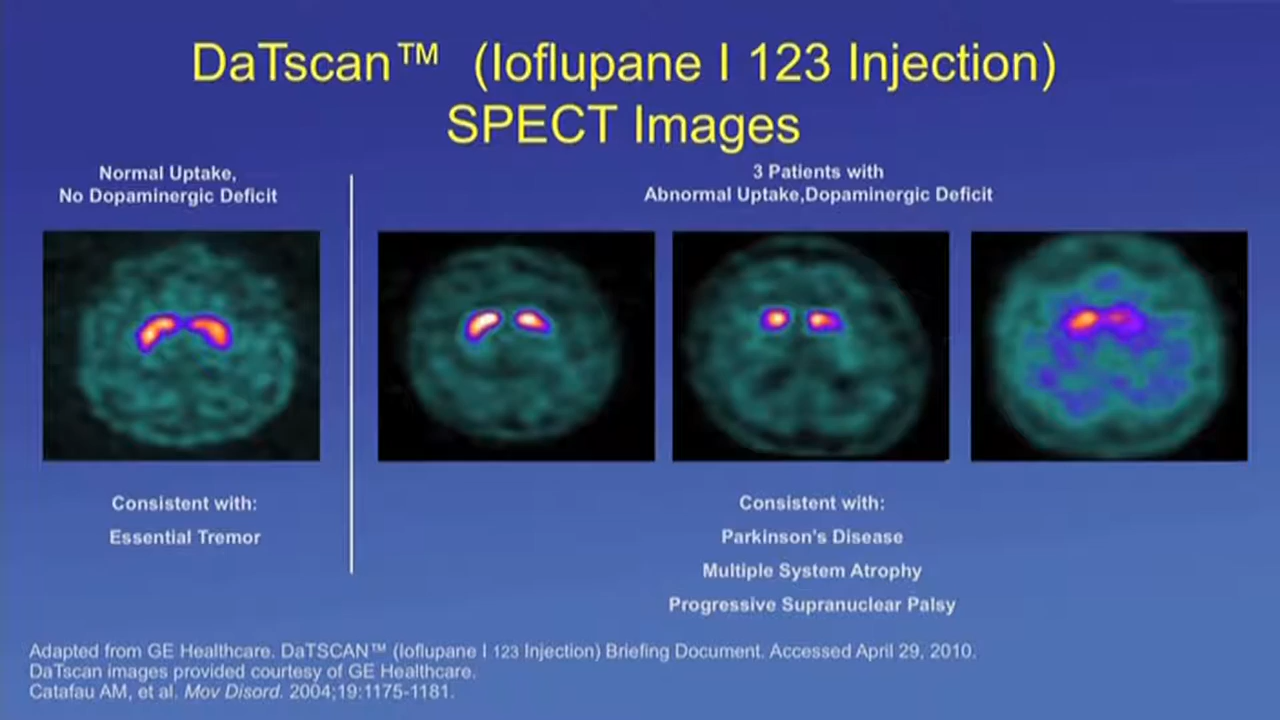 DaTscan™ (Ioflupane I 123 Injection)
SPECT Images
Normal Uptake,
No Dopaminergic Deficit
3 Patients with
Abnormal Uptake,Dopaminergic Deficit
Consistent with:
Essential Tremor
Consistent with:
Parkinson's Disease
Multiple System Atrophy
Progressive Supranuclear Palsy
Adapted from GE Healthcare. DaTSCAN™ (Ioflupane I 123 Injection) Briefing Document. Accessed April 29, 2010.
DaTscan images provided courtesy of GE Healthcare.
Catafau AM, et al. Mov Disord. 2004;19:1175-1181.